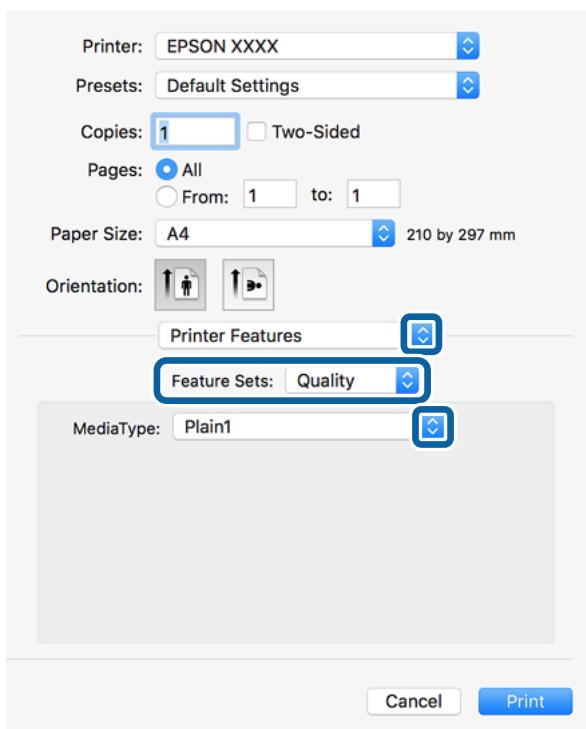 Printer: EPSON XXXX
Presets: Default Settings
Copies: 1 Two-Sided
Pages: All
From: 1 to: 1
Paper Size: A4 210 by 297 mm
Orientation:
Printer Features
Feature Sets: Quality
MediaType: Plain1
Cancel Print